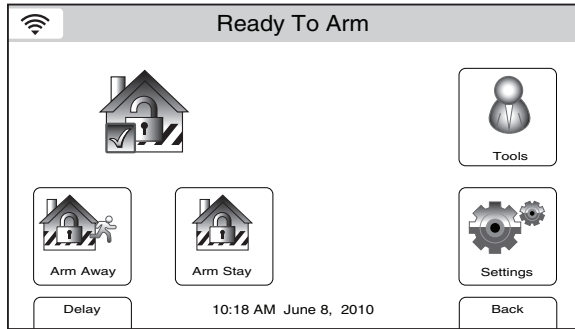 Ready To Arm
Tools
Arm Away
Arm Stay
Settings
Delay
10:18 AM June 8, 2010
Back